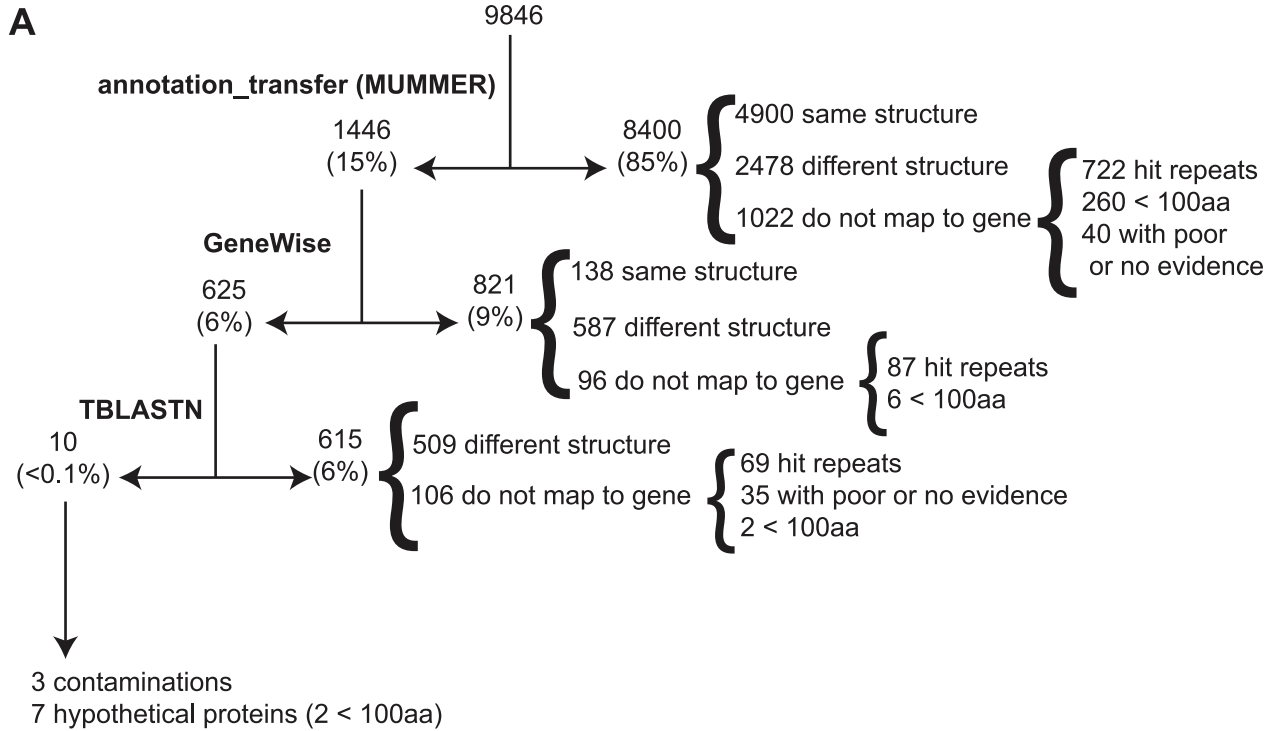 A
9846
annotation_transfer (MUMMER)
1446
(15%)
8400
(85%)
4900 same structure
2478 different structure
1022 do not map to gene
722 hit repeats
260 < 100aa
40 with poor
or no evidence
GeneWise
625
(6%)
821
(9%)
138 same structure
587 different structure
96 do not map to gene
87 hit repeats
6 < 100aa
TBLASTN
10
(<0.1%)
615
(6%)
509 different structure
106 do not map to gene
69 hit repeats
35 with poor or no evidence
2 < 100aa
3 contaminations
7 hypothetical proteins (2 < 100aa)